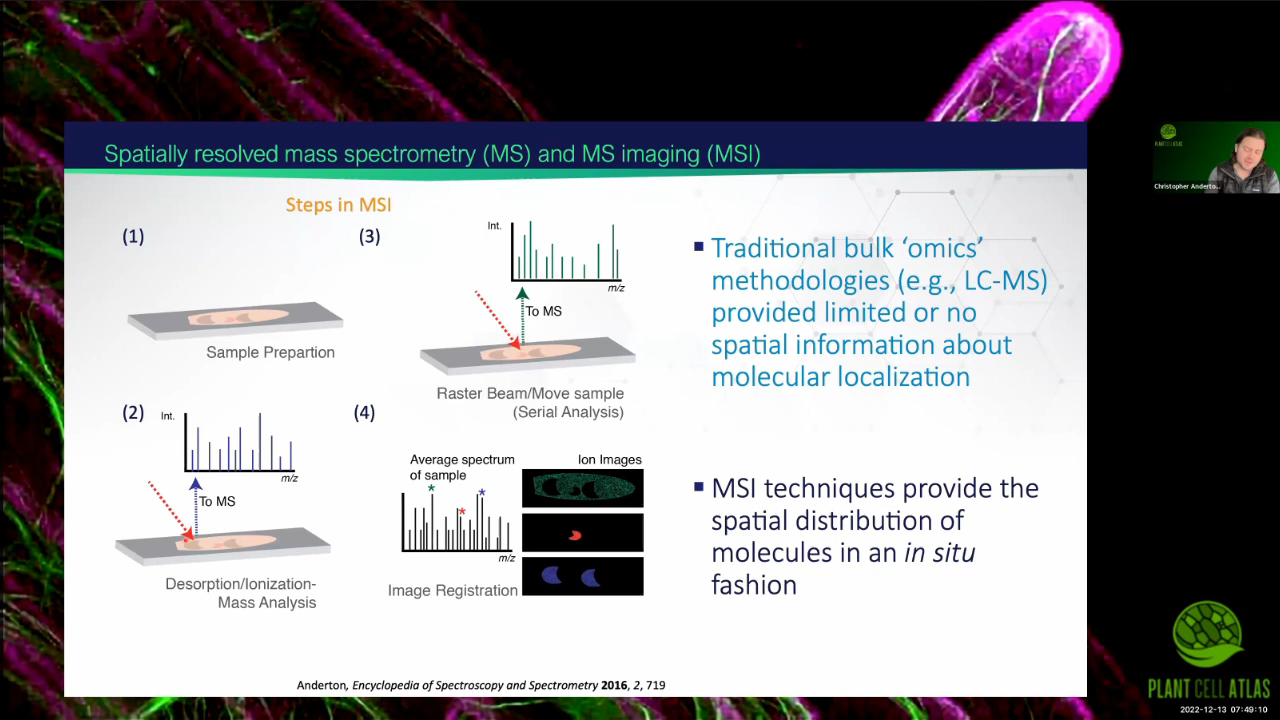 Spatially resolved mass spectrometry (MS) and MS imaging (MSI)
Steps in MSI
(1)
Sample Prepartion
(2)
Int.
m/z
To MS
Desorption/Ionization-
Mass Analysis
(3)
Int.
m/z
To MS
Raster Beam/Move sample
(Serial Analysis)
(4)
Average spectrum
of sample
* * *
m/z
Ion Images
Image Registration
▪ Traditional bulk ‘omics’
methodologies (e.g., LC-MS)
provided limited or no
spatial information about
molecular localization
▪ MSI techniques provide the
spatial distribution of
molecules in an in situ
fashion
Anderton, Encyclopedia of Spectroscopy and Spectrometry 2016, 2, 719
PLANT CELL ATLAS
Christopher Anderto...
PLANT CELL ATLAS
2022-12-13 07:49:10